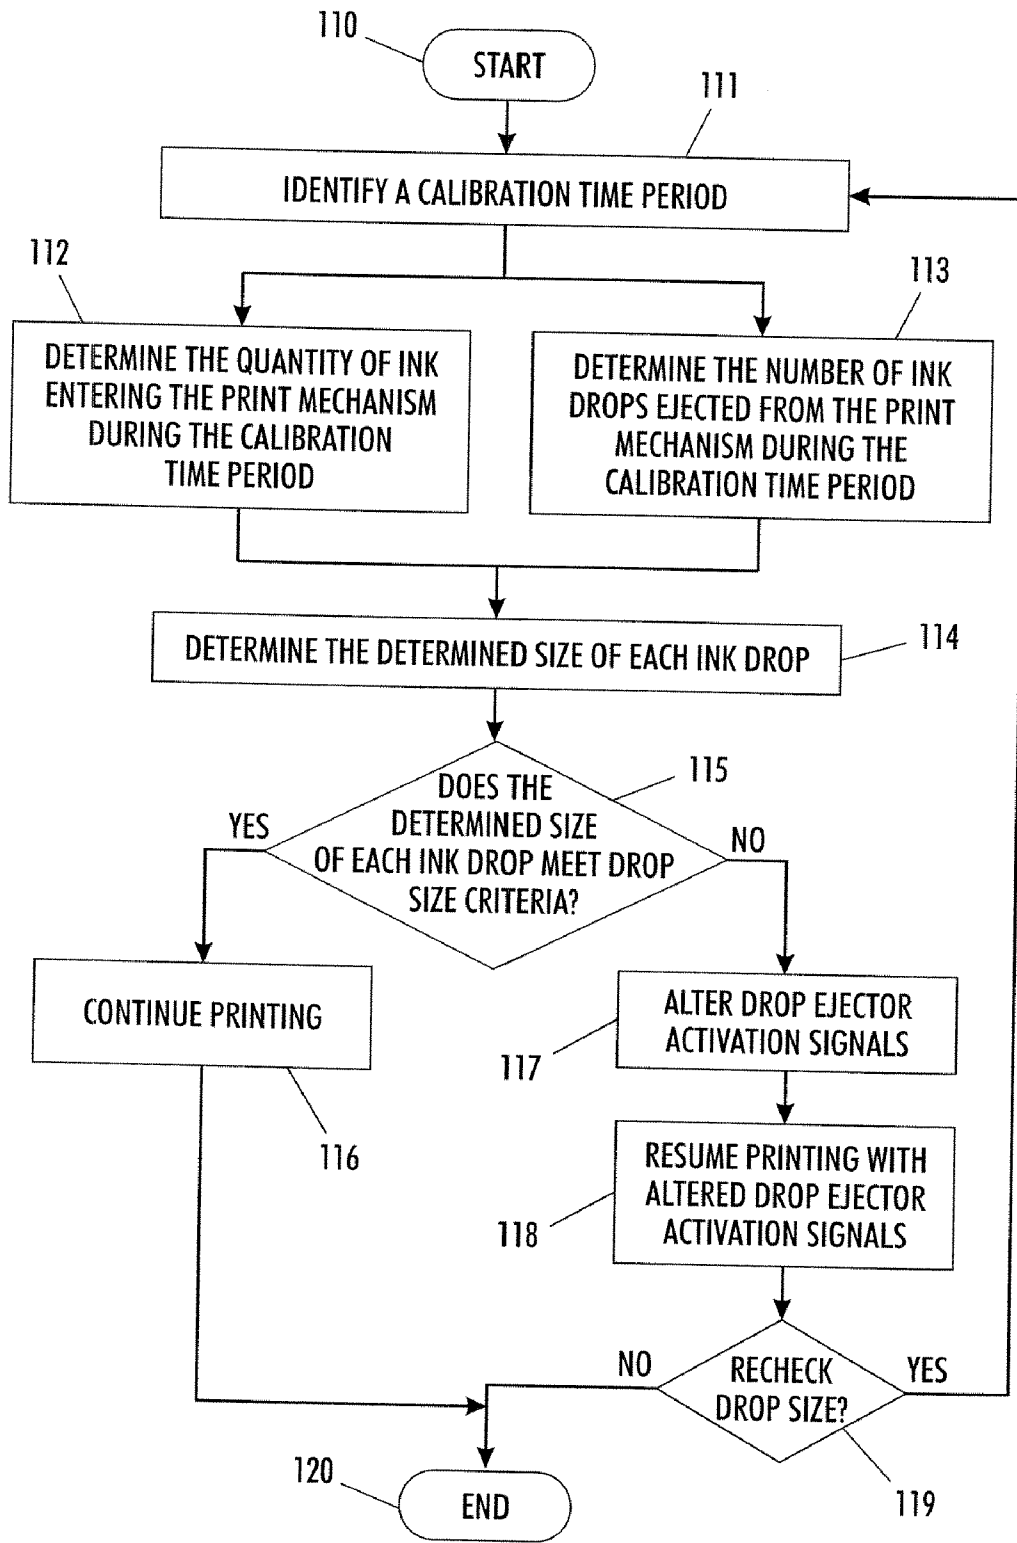 110
START
111
IDENTIFY A CALIBRATION TIME PERIOD
112
113
DETERMINE THE QUANTITY OF INK
ENTERING THE PRINT MECHANISM
DURING THE CALIBRATION
TIME PERIOD
DETERMINE THE NUMBER OF INK
DROPS EJECTED FROM THE PRINT
MECHANISM DURING THE
CALIBRATION TIME PERIOD
DETERMINE THE DETERMINED SIZE OF EACH INK DROP
114
115
DOES THE
DETERMINED SIZE
OF EACH INK DROP MEET DROP
SIZE CRITERIA?
YES
NO
CONTINUE PRINTING
116
ALTER DROP EJECTOR
ACTIVATION SIGNALS
117
RESUME PRINTING WITH
ALTERED DROP EJECTOR
ACTIVATION SIGNALS
118
NO
RECHECK
DROP SIZE?
YES
119
120
END